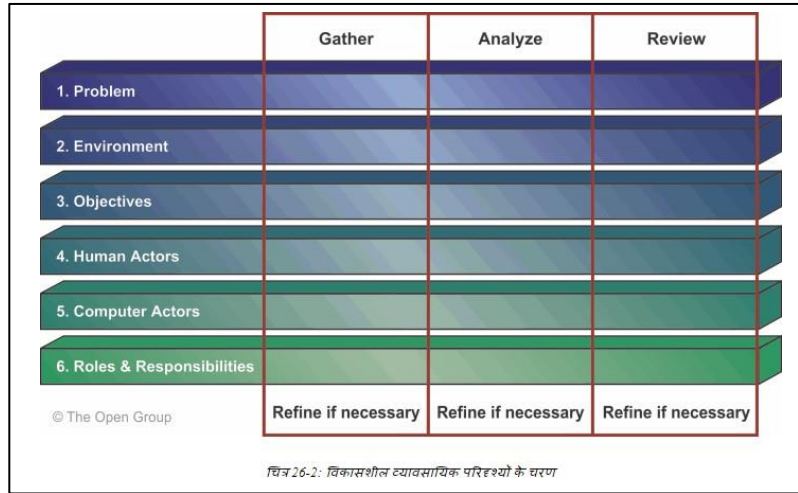 Gather Analyze Review
1. Problem
2. Environment
3. Objectives
4. Human Actors
5. Computer Actors
6. Roles & Responsibilities
© The Open Group Refine if necessary Refine if necessary Refine if necessary
चित्र 26-2: विकासशील व्यावसायिक परिदृश्यों के चरण